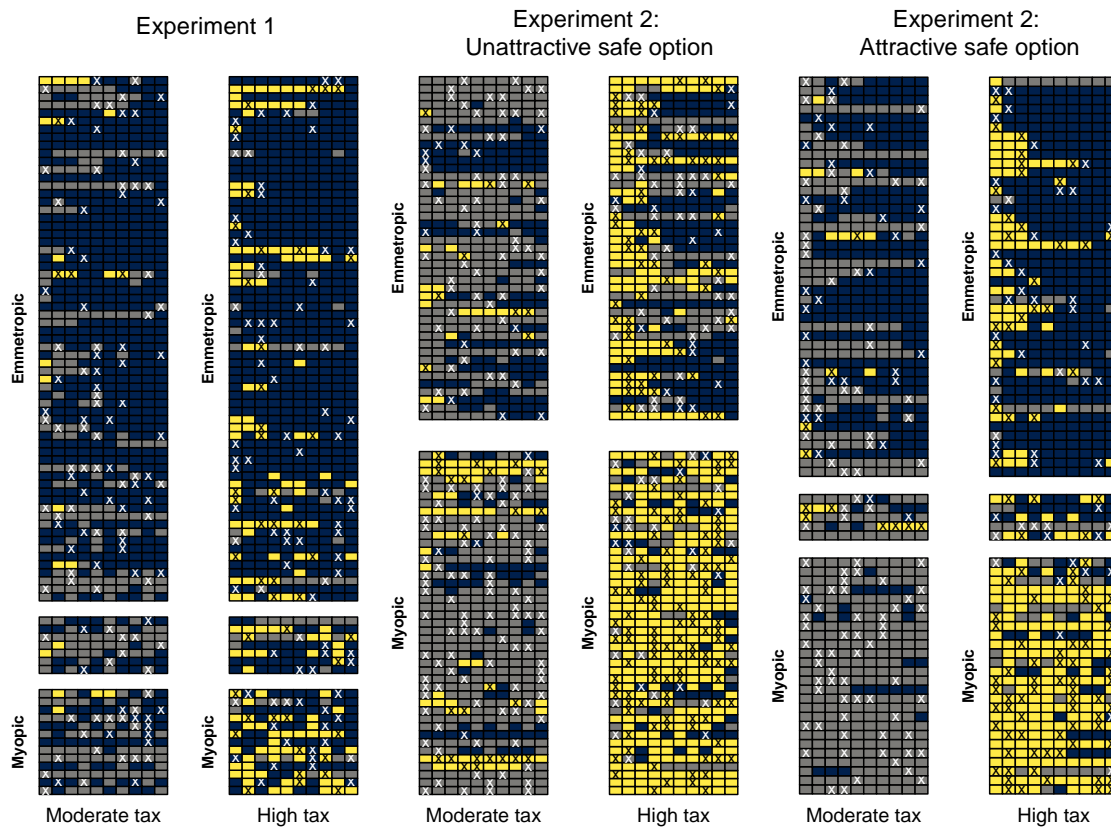 Experiment 1
Experiment 2:
Unattractive safe option
Experiment 2:
Attractive safe option
Emmetropic
Emmetropic
Emmetropic
Emmetropic
Emmetropic
Emmetropic
Myopic
Myopic
Myopic
Myopic
Myopic
Myopic
Moderate tax
High tax
Moderate tax
High tax
Moderate tax
High tax